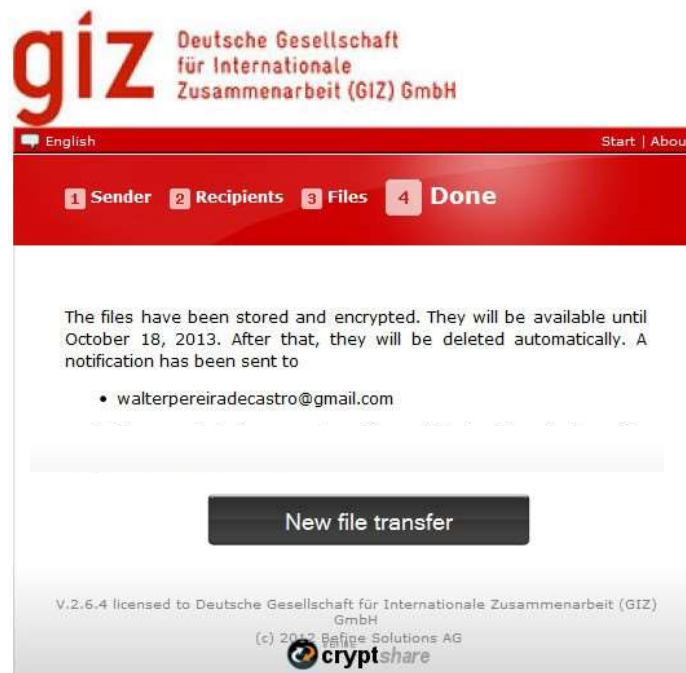 giz Deutsche Gesellschaft
für Internationale
Zusammenarbeit (GIZ) GmbH
English Start | Abou
1 Sender 2 Recipients 3 Files 4 Done
The files have been stored and encrypted. They will be available until
October 18, 2013. After that, they will be deleted automatically. A
notification has been sent to
• walterpereiradecastro@gmail.com
New file transfer
V.2.6.4 licensed to Deutsche Gesellschaft für Internationale Zusammenarbeit (GIZ)
GmbH
(c) 2012 Befine Solutions AG
cryptshare